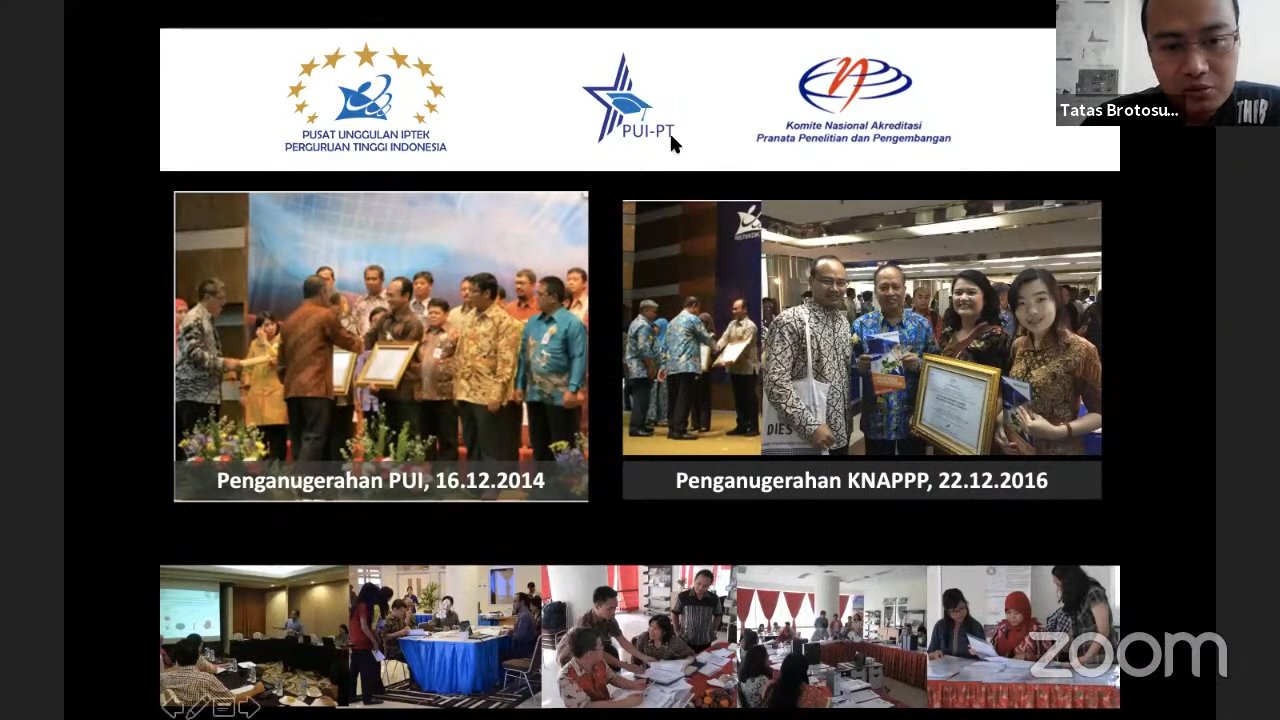 PUSAT UNGGULAN IPTEK
PERGURUAN TINGGI INDONESIA
PUI-PT
Komite Nasional Akreditasi
Pranata Penelitian dan Pengembangan
Tatas Brotosu...
Penganugerahan PUI, 16.12.2014
DIES
Penganugerahan KNAPPP, 22.12.2016
zoom